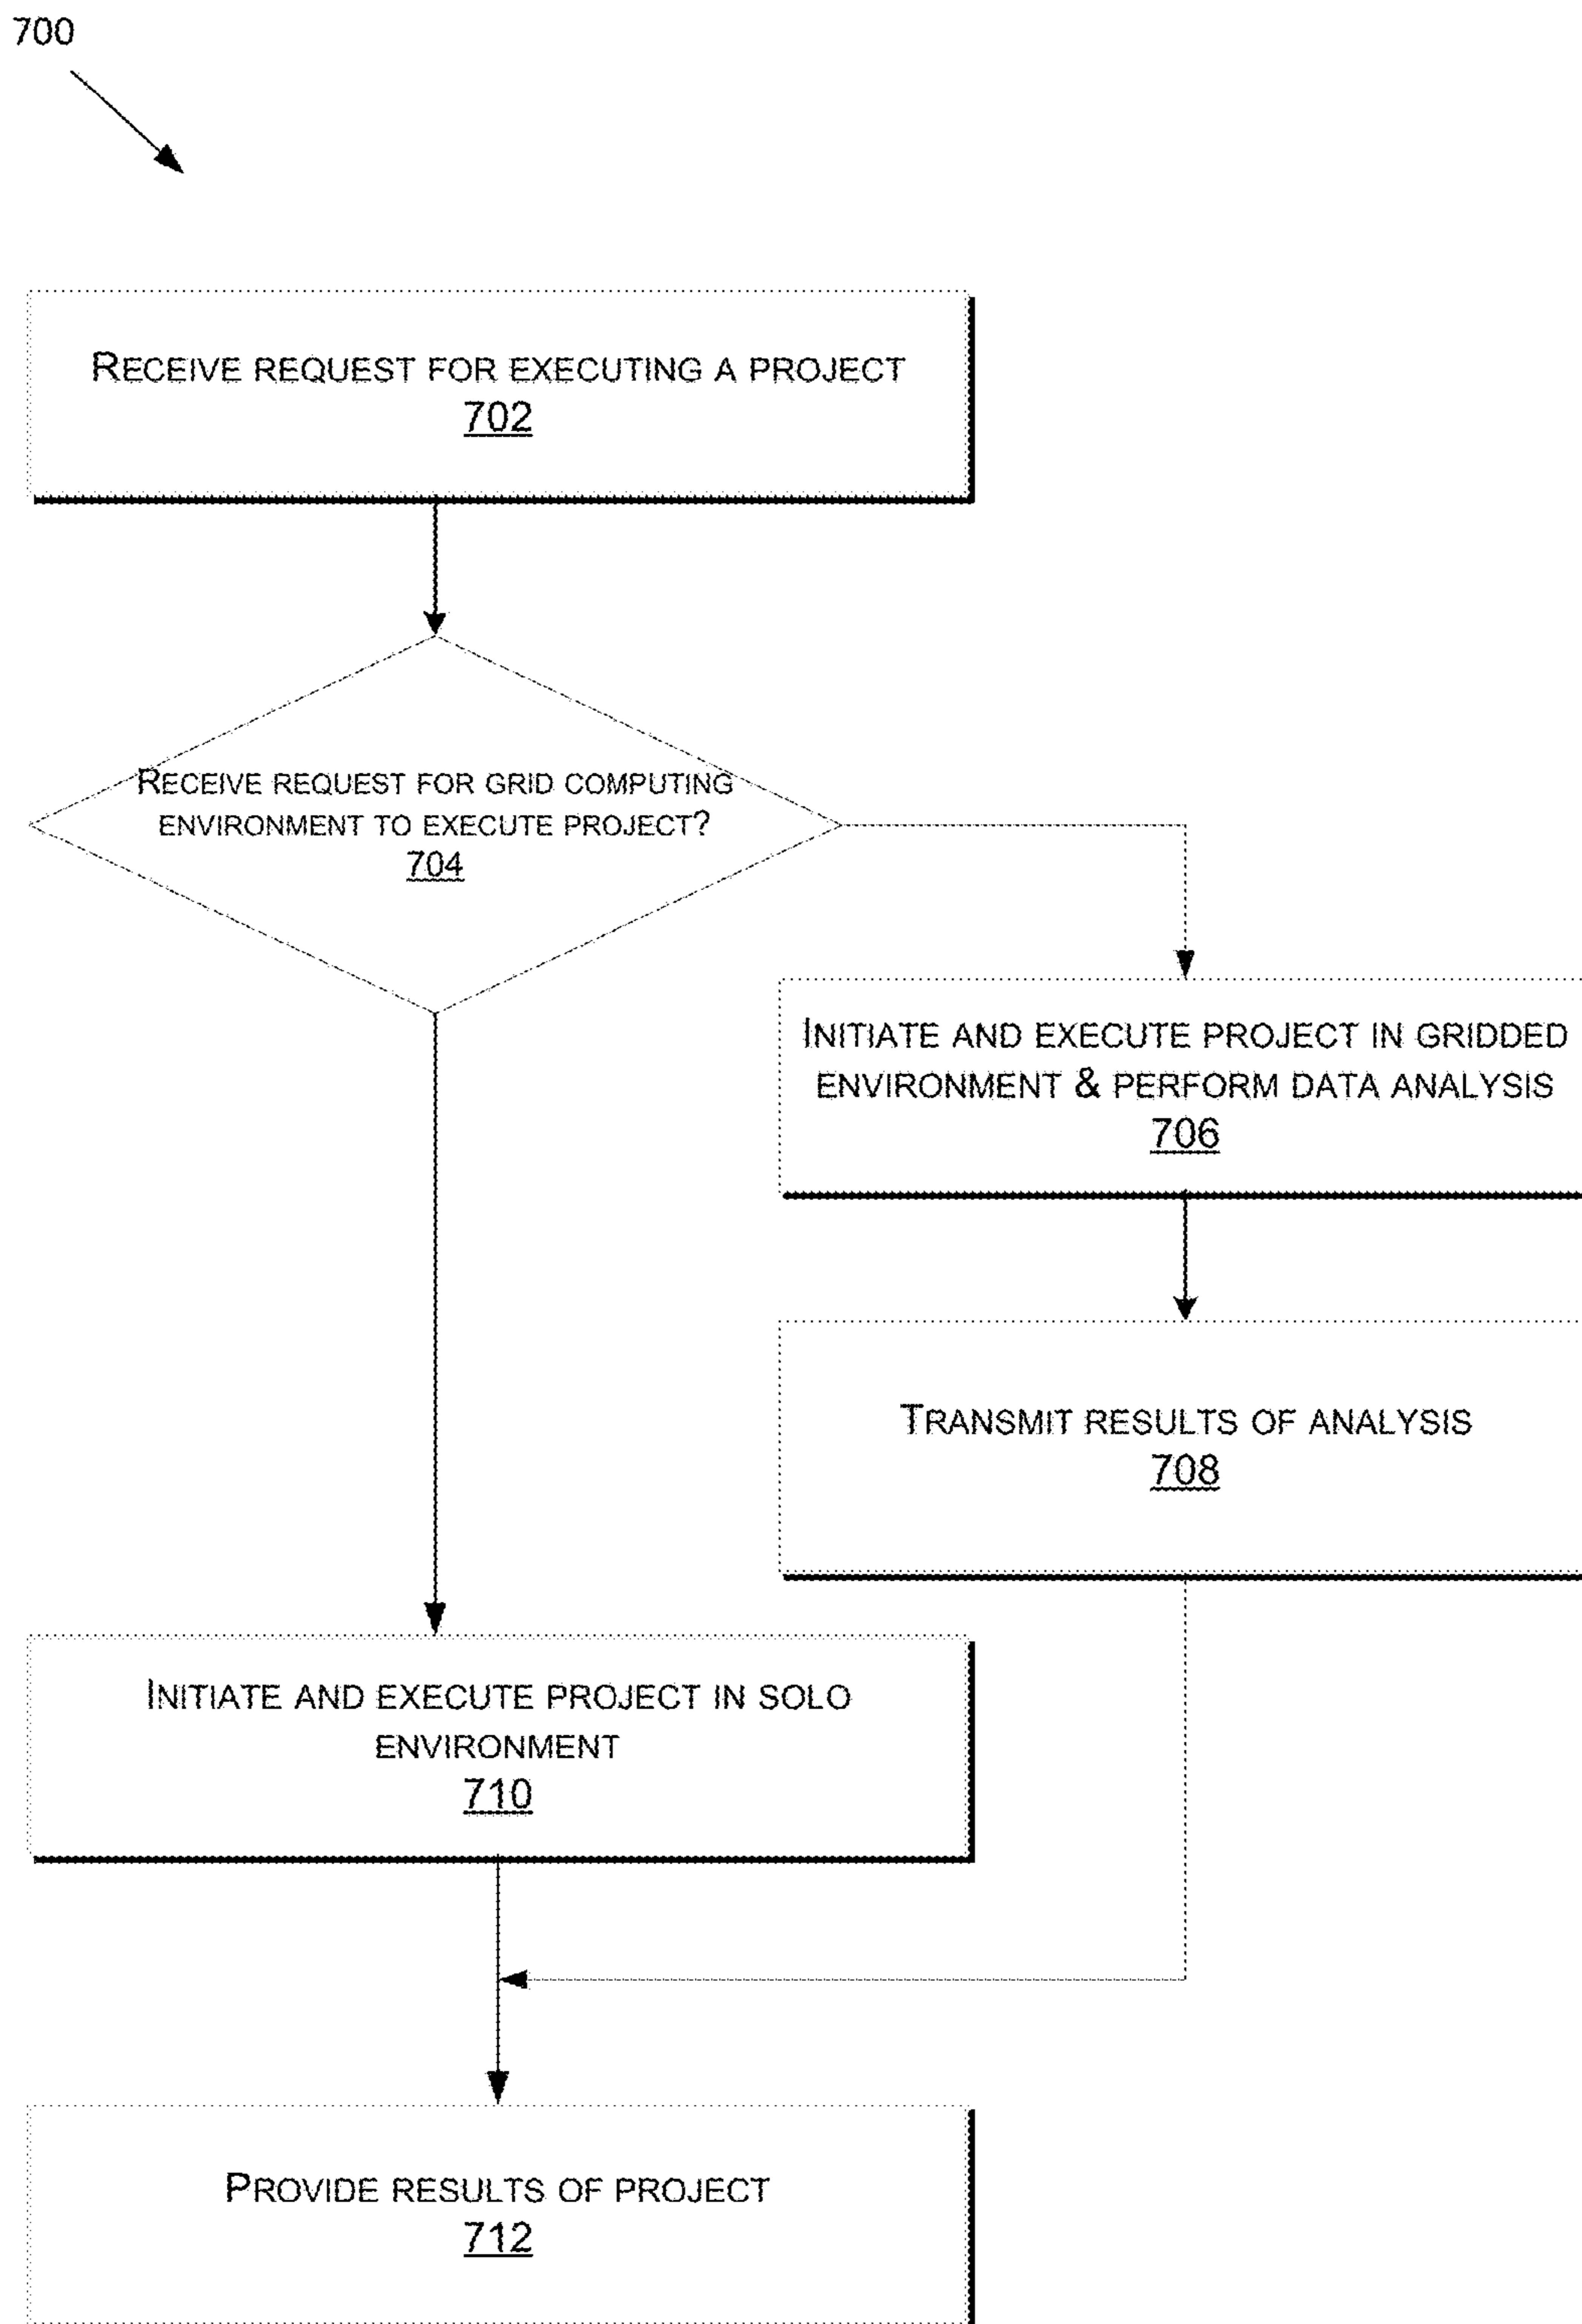 700
RECEIVE REQUEST FOR EXECUTING A PROJECT
702
RECEIVE REQUEST FOR GRID COMPUTING
ENVIRONMENT TO EXECUTE PROJECT?
704
INITIATE AND EXECUTE PROJECT IN GRIDDED
ENVIRONMENT & PERFORM DATA ANALYSIS
706
TRANSMIT RESULTS OF ANALYSIS
708
INITIATE AND EXECUTE PROJECT IN SOLO
ENVIRONMENT
710
PROVIDE RESULTS OF PROJECT
712